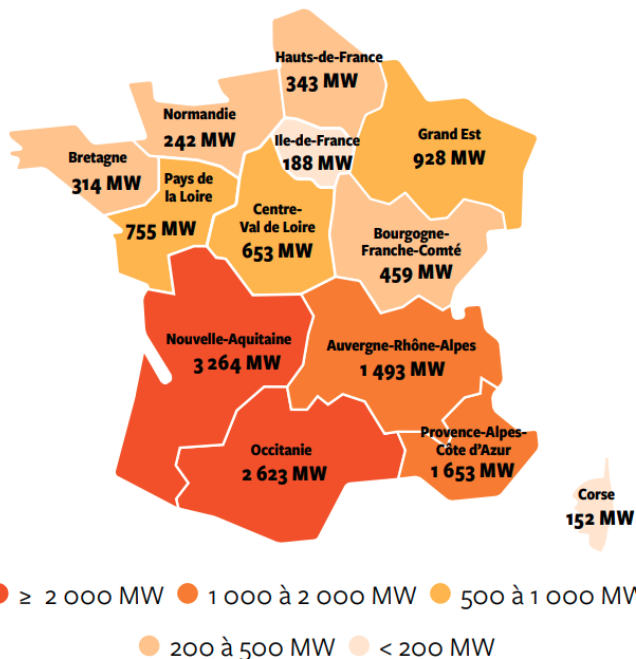 Hauts-de-France
343 MW
Normandie
242 MW
Ile-de-France
188 MW
Grand Est
928 MW
Bretagne
314 MW
Pays de
la Loire
755 MW
Centre-
Val de Loire
653 MW
Bourgogne-
Franche-Comté
459 MW
Nouvelle-Aquitaine
3 264 MW
Auvergne-Rhône-Alpes
1 493 MW
Provence-Alpes-
Côte d'Azur
1 653 MW
Occitanie
2 623 MW
Corse
152 MW
≥ 2 000 MW 1 000 à 2 000 MW 500 à 1 000 MW
200 à 500 MW < 200 MW